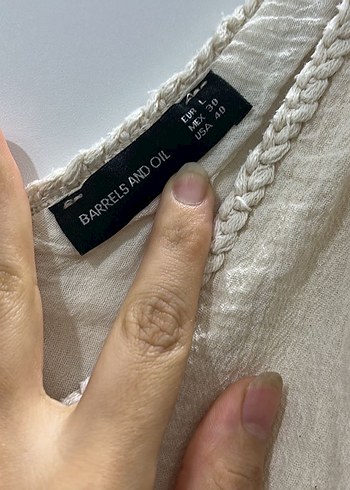 BARRELS AND OIL
EUR L
MEX 30
USA 40